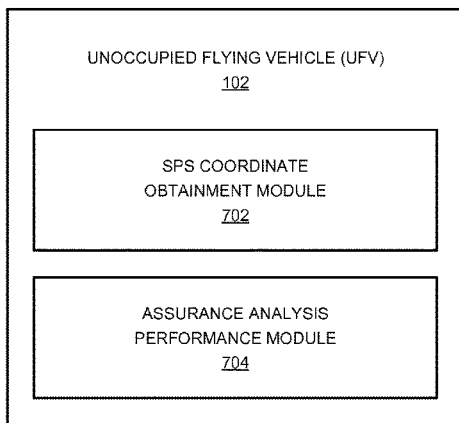 UNOCCUPIED FLYING VEHICLE (UFV)
102
SPS COORDINATE
OBTAINMENT MODULE
702
ASSURANCE ANALYSIS
PERFORMANCE MODULE
704